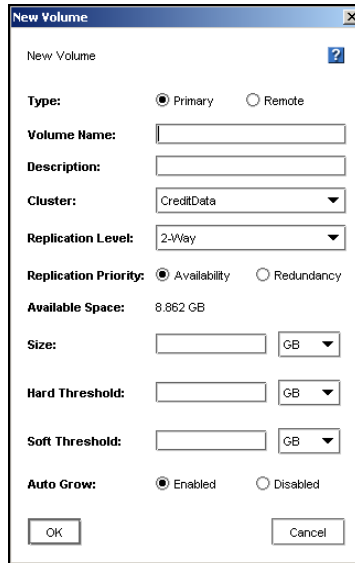 New Volume
New Volume ?
Type: Primary Remote
Volume Name:
Description:
Cluster: CreditData
Replication Level: 2-Way
Replication Priority: Availability Redundancy
Available Space: 8.862 GB
Size: GB
Hard Threshold: GB
Soft Threshold: GB
Auto Grow: Enabled Disabled
OK Cancel